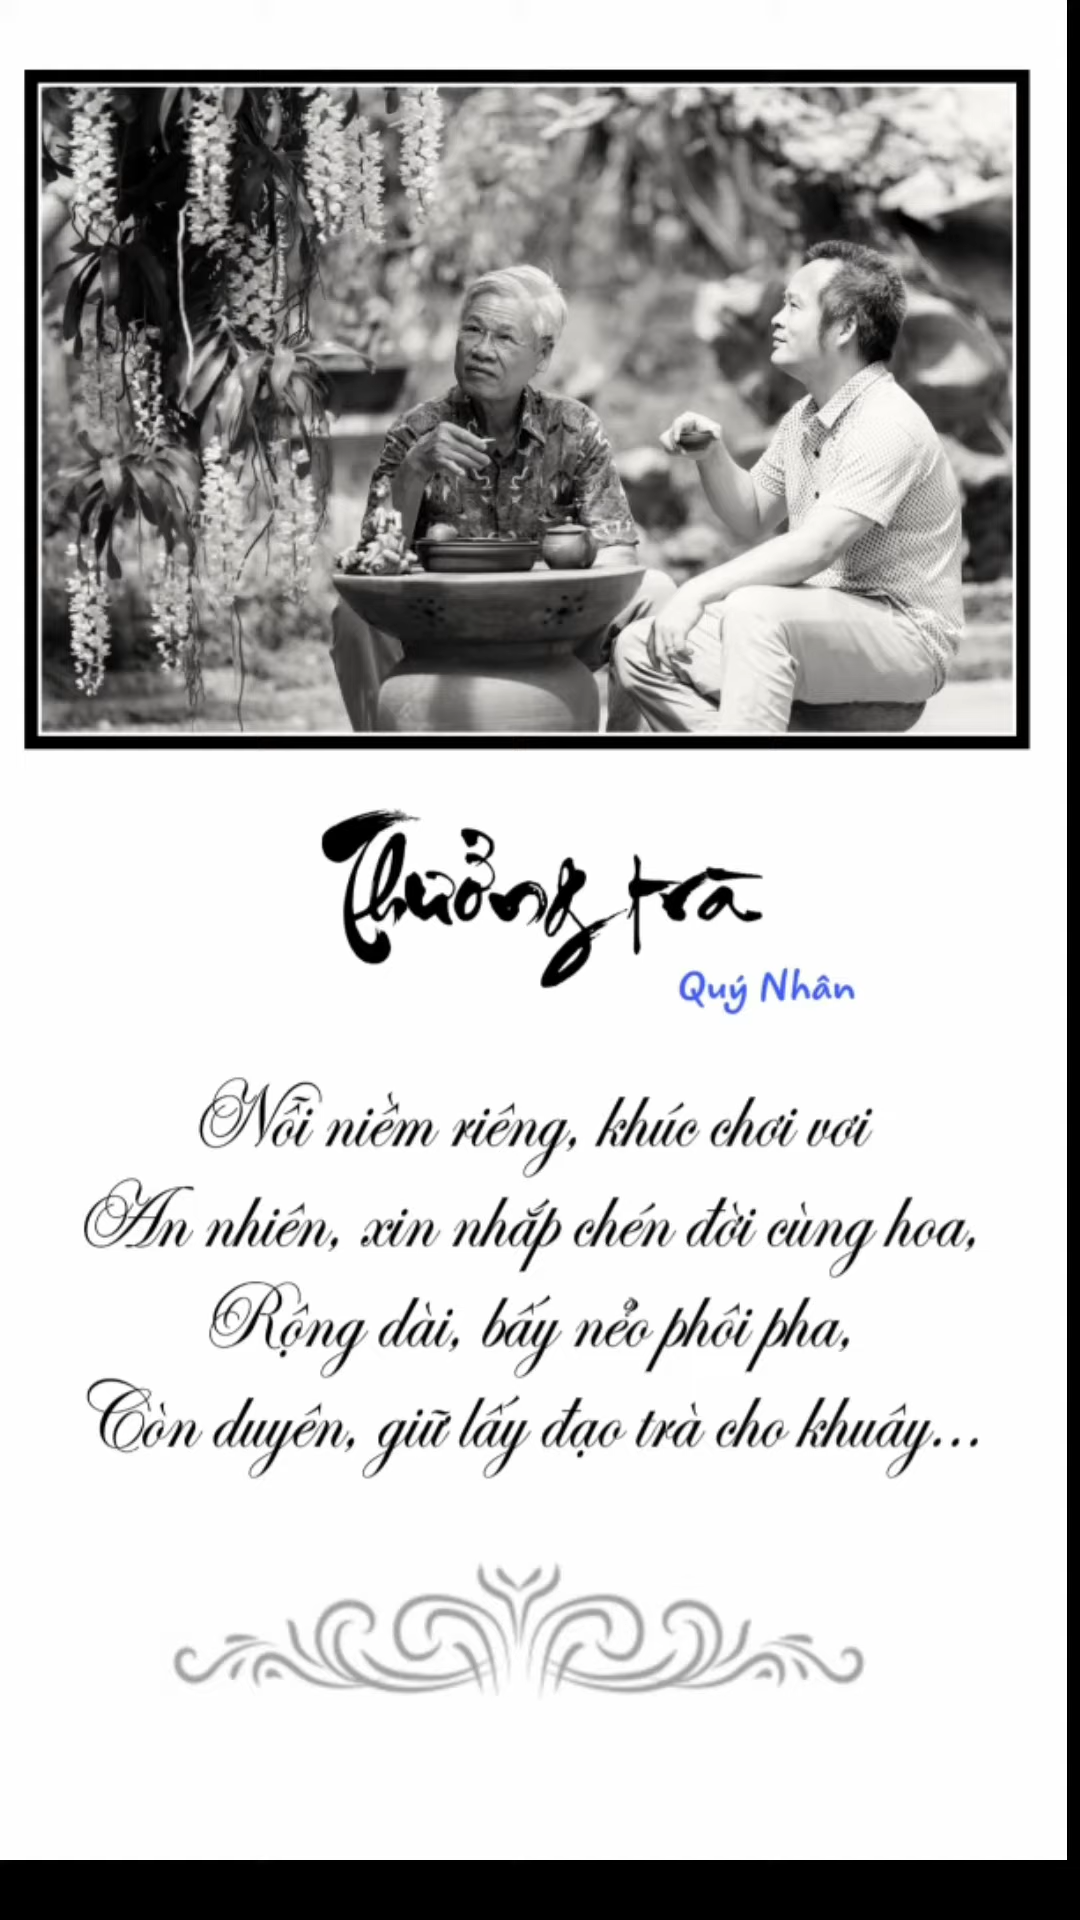 Thưởng trà
Quý Nhân
Nỗi niềm riêng, khúc chơi vơi
An nhiên, xin nhắp chén đời cùng hoa,
Rộng dài, bấy nẻo phôi pha,
Còn duyên, giữ lấy đạo trà cho khuây...